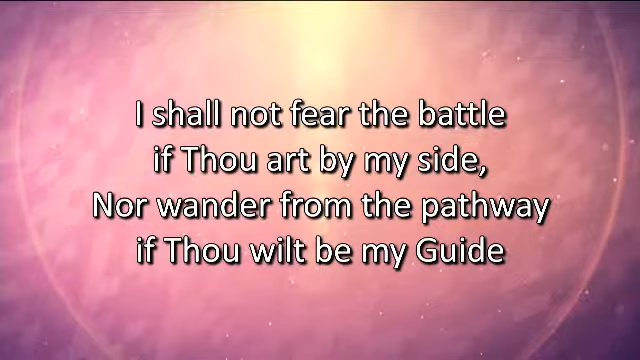 I shall not fear the battle
if Thou art by my side,
Nor wander from the pathway
if Thou wilt be my Guide